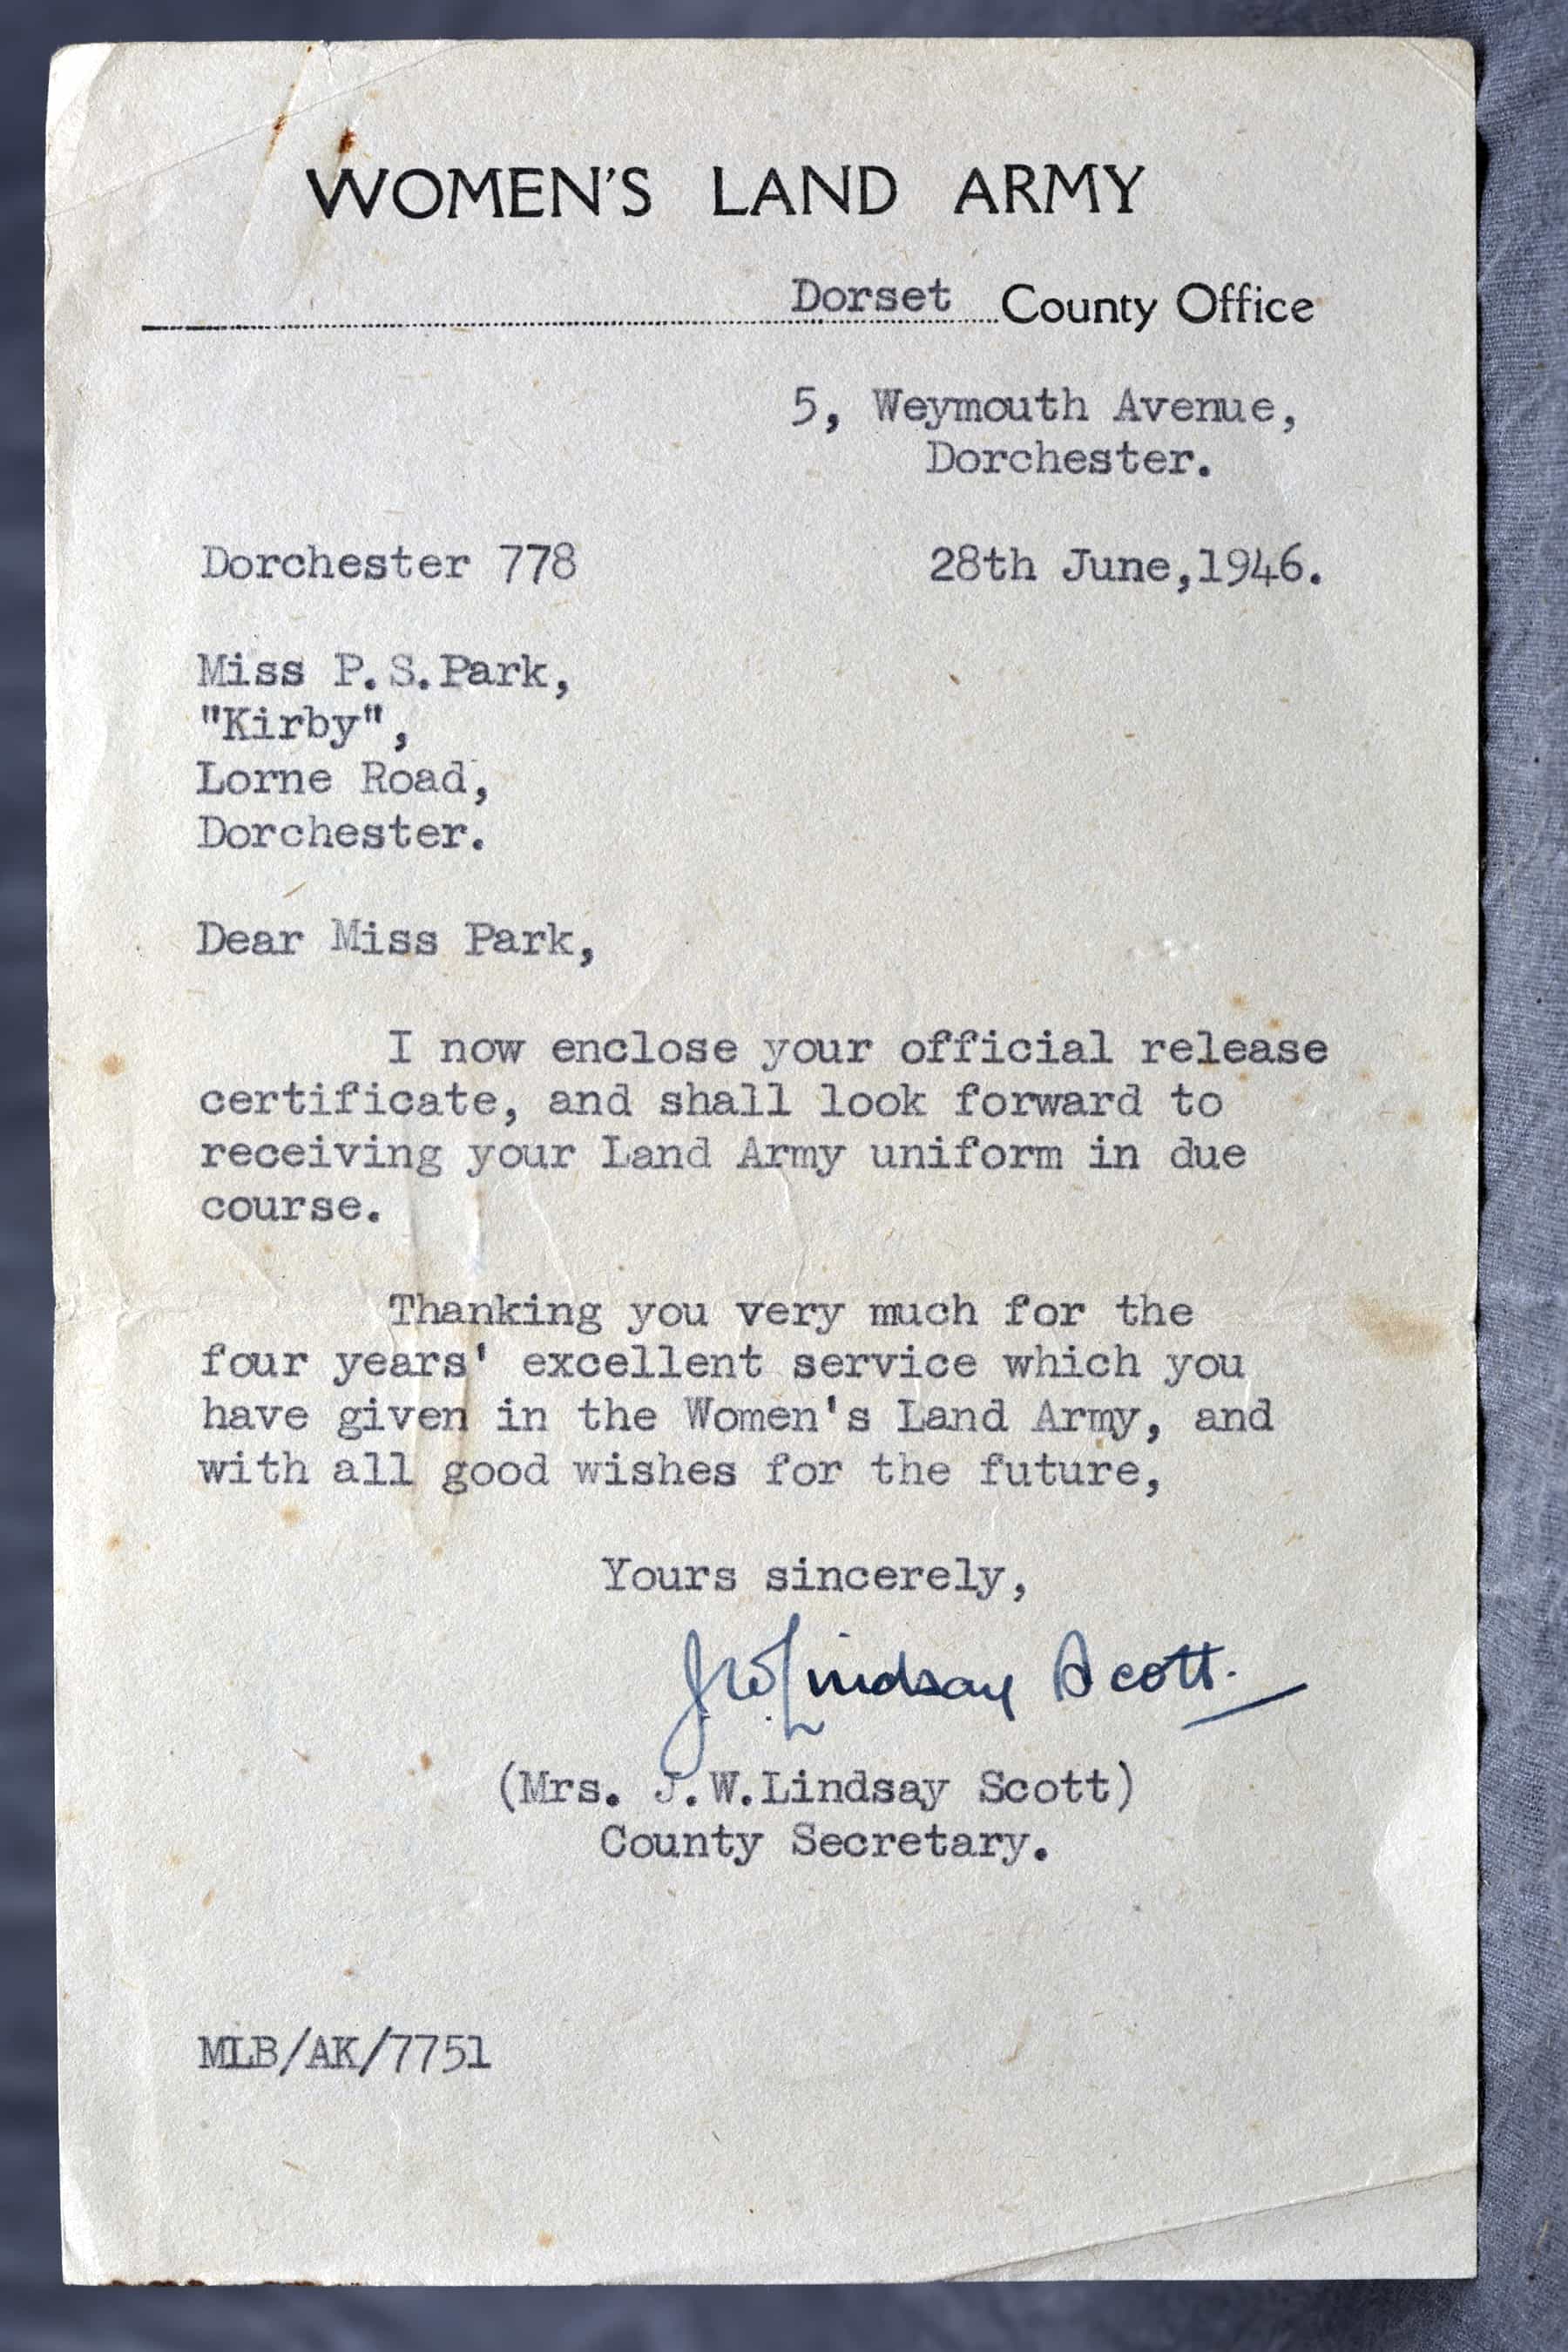 WOMEN'S LAND ARMY
Dorset County Office
5, Weymouth Avenue,
Dorchester.
Dorchester 778 28th June,1946.
Miss P.S.Park,
"Kirby",
Lorne Road,
Dorchester.
Dear Miss Park,
I now enclose your official release
certificate, and shall look forward to
receiving your Land Army uniform in due
course.
Thanking you very much for the
four years' excellent service which you
have given in the Women's Land Army, and
with all good wishes for the future,
Yours sincerely,
J W Lindsay Scott.
(Mrs. J.W.Lindsay Scott)
County Secretary.
MLB/AK/7751